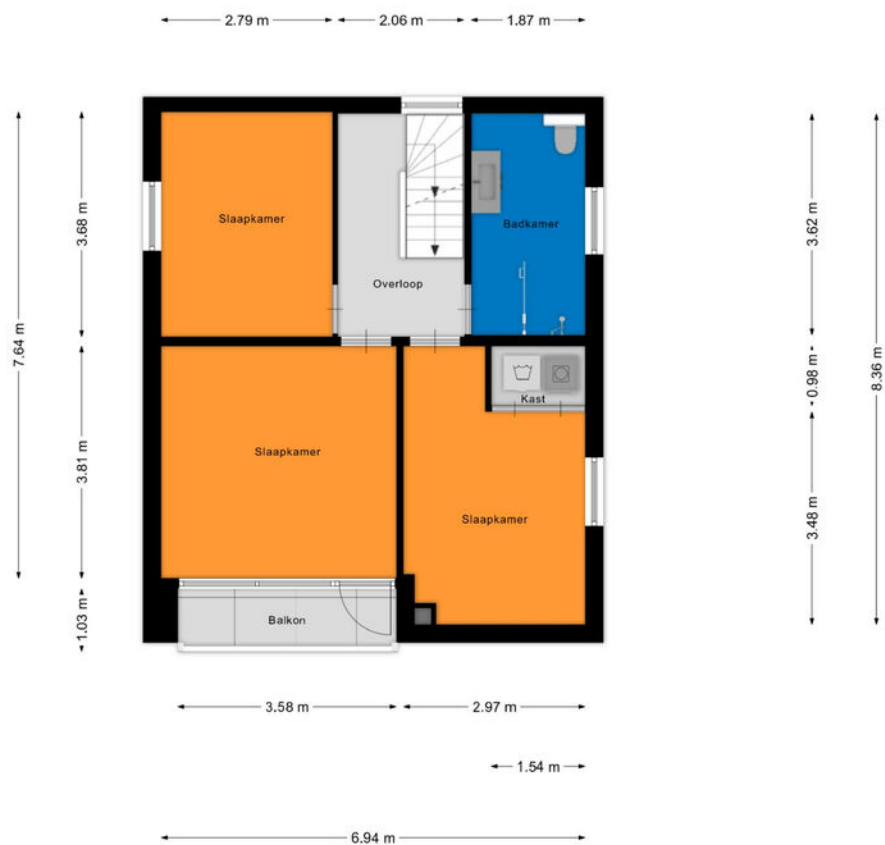 2.79 m
2.06 m
1.87 m
Slaapkamer
Badkamer
Overloop
3.68 m
7.64 m
3.62 m
8.36 m
0.98 m
Kast
Slaapkamer
3.81 m
Slaapkamer
3.48 m
Balkon
1.03 m
3.58 m
2.97 m
1.54 m
6.94 m